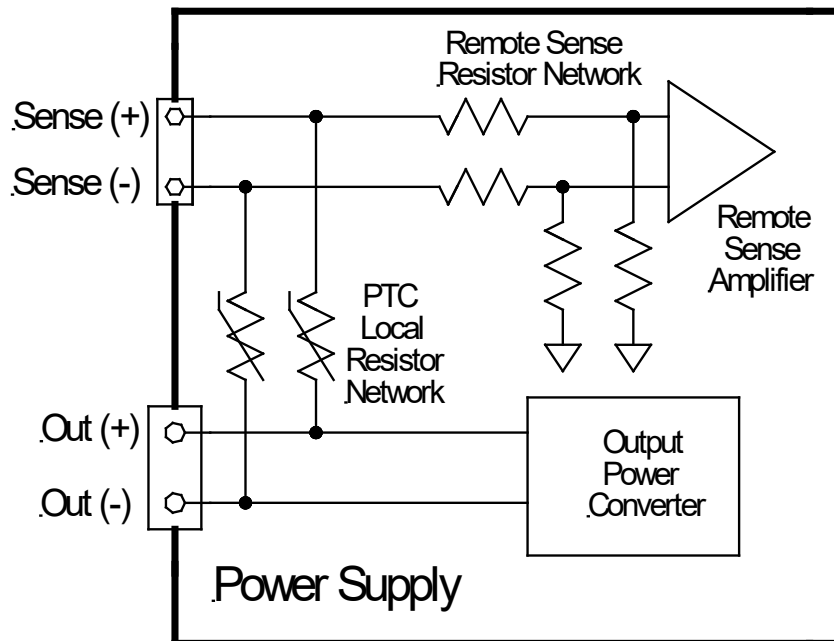 Remote Sense
Resistor Network
Sense (+)
Sense (-)
Remote
Sense
Amplifier
PTC
Local
Resistor
Network
Out (+)
Out (-)
Output
Power
Converter
Power Supply